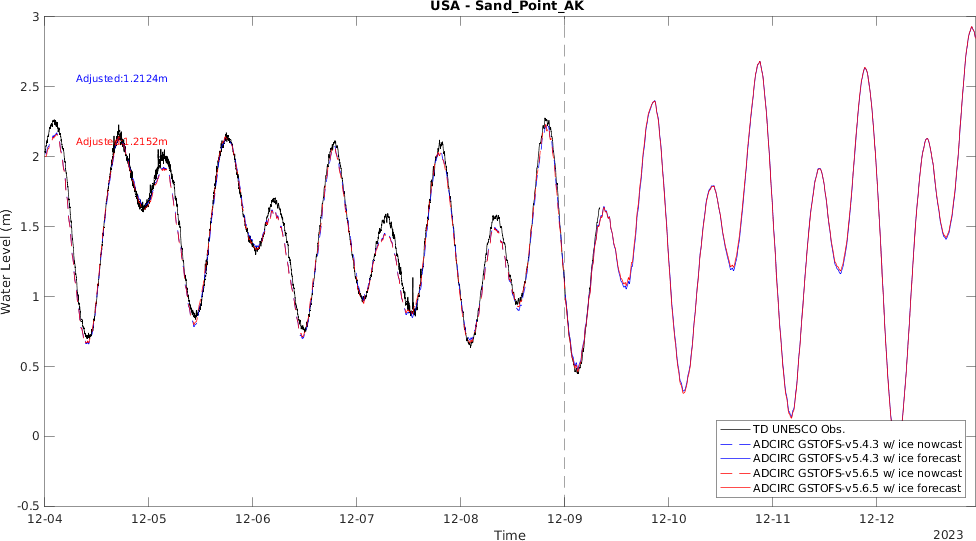 USA - Sand_Point_AK
Adjusted:1.2124m
Adjusted:1.2152m
Water Level (m)
3
2.5
2
1.5
1
0.5
0
-0.5
TD UNESCO Obs.
ADCIRC GSTOFS-v5.4.3 w/ ice nowcast
ADCIRC GSTOFS-v5.4.3 w/ ice forecast
ADCIRC GSTOFS-v5.6.5 w/ ice nowcast
ADCIRC GSTOFS-v5.6.5 w/ ice forecast
12-04 12-05 12-06 12-07 12-08 12-09 12-10 12-11 12-12
Time
2023